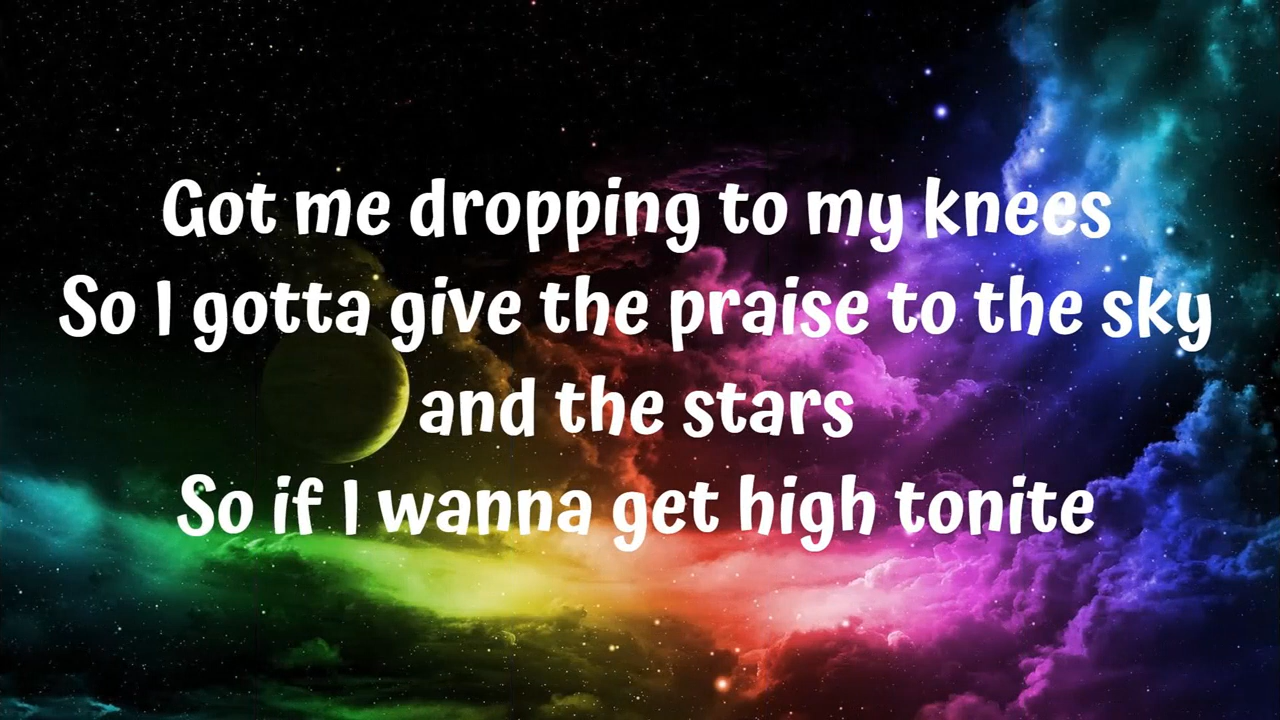 Got me dropping to my knees
So I gotta give the praise to the sky
and the stars
So if I wanna get high tonite